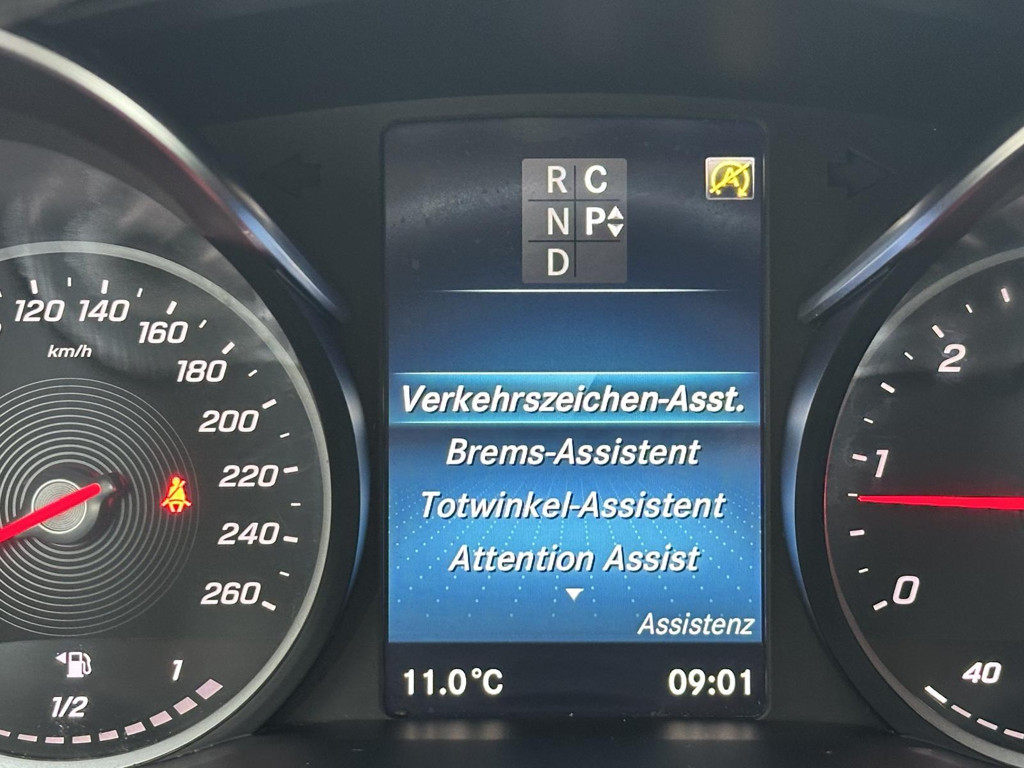 R C
N P
D
A
Verkehrszeichen-Asst.
Brems-Assistent
Totwinkel-Assistent
Attention Assist
Assistenz
11.0°C
09:01
120 140 160 180 200 220 240 260
km/h
1/2
1
2
1
0
40